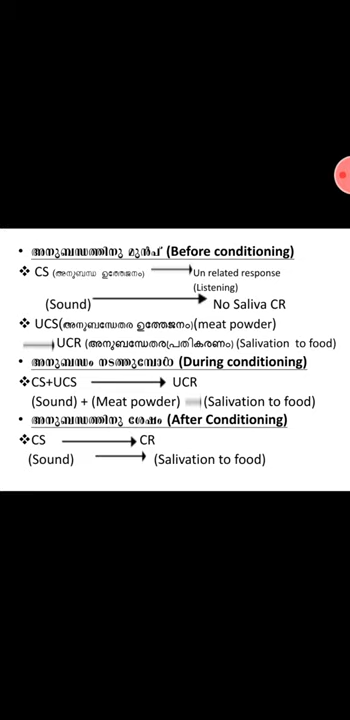 • അനുബന്ധത്തിനു മുൻപ് (Before conditioning)
❖ CS (അനുബന്ധ ഉത്തേജനം) Un related response
(Listening)
(Sound) No Saliva CR
❖ UCS(അനുബന്ധേതര ഉത്തേജനം)(meat powder)
UCR (അനുബന്ധേതരപ്രതികരണം) (Salivation to food)
• അനുബന്ധം നടത്തുമ്പോൾ (During conditioning)
❖CS+UCS UCR
(Sound) + (Meat powder) (Salivation to food)
• അനുബന്ധത്തിനു ശേഷം (After Conditioning)
❖CS CR
(Sound) (Salivation to food)